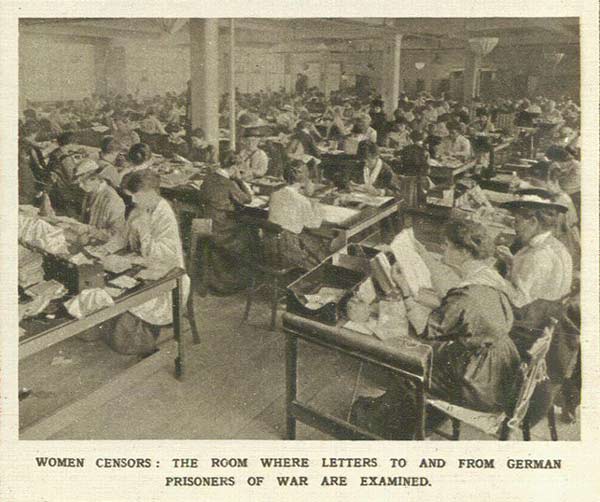 WOMEN CENSORS: THE ROOM WHERE LETTERS TO AND FROM GERMAN
PRISONERS OF WAR ARE EXAMINED.